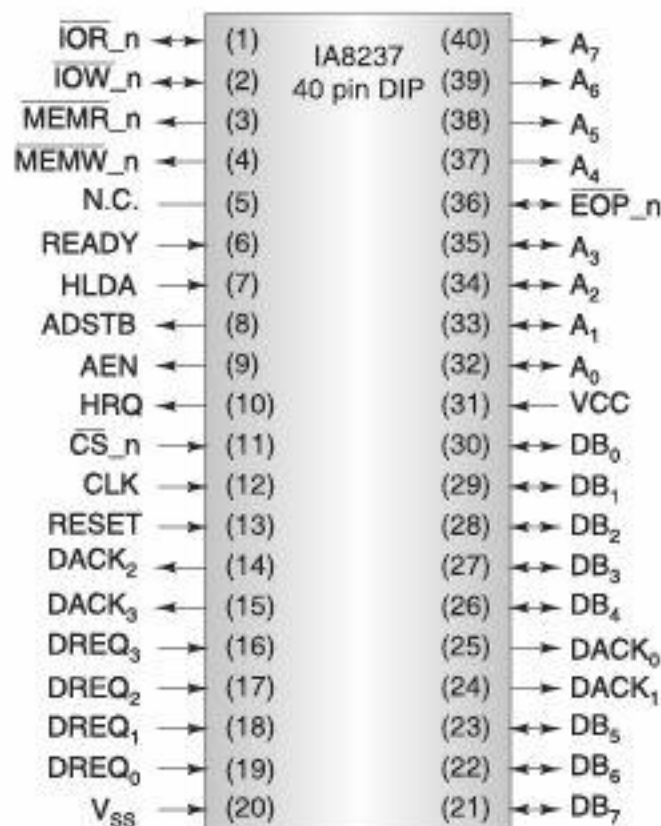 IOR_n (1) IA8237 (40) A7
IOW_n (2) 40 pin DIP (39) A6
MEMR_n (3) (38) A5
MEMW_n (4) (37) A4
N.C. (5) (36) EOP_n
READY (6) (35) A3
HLDA (7) (34) A2
ADSTB (8) (33) A1
AEN (9) (32) A0
HRQ (10) (31) VCC
CS_n (11) (30) DB0
CLK (12) (29) DB1
RESET (13) (28) DB2
DACK2 (14) (27) DB3
DACK3 (15) (26) DB4
DREQ3 (16) (25) DACK0
DREQ2 (17) (24) DACK1
DREQ1 (18) (23) DB5
DREQ0 (19) (22) DB6
VSS (20) (21) DB7